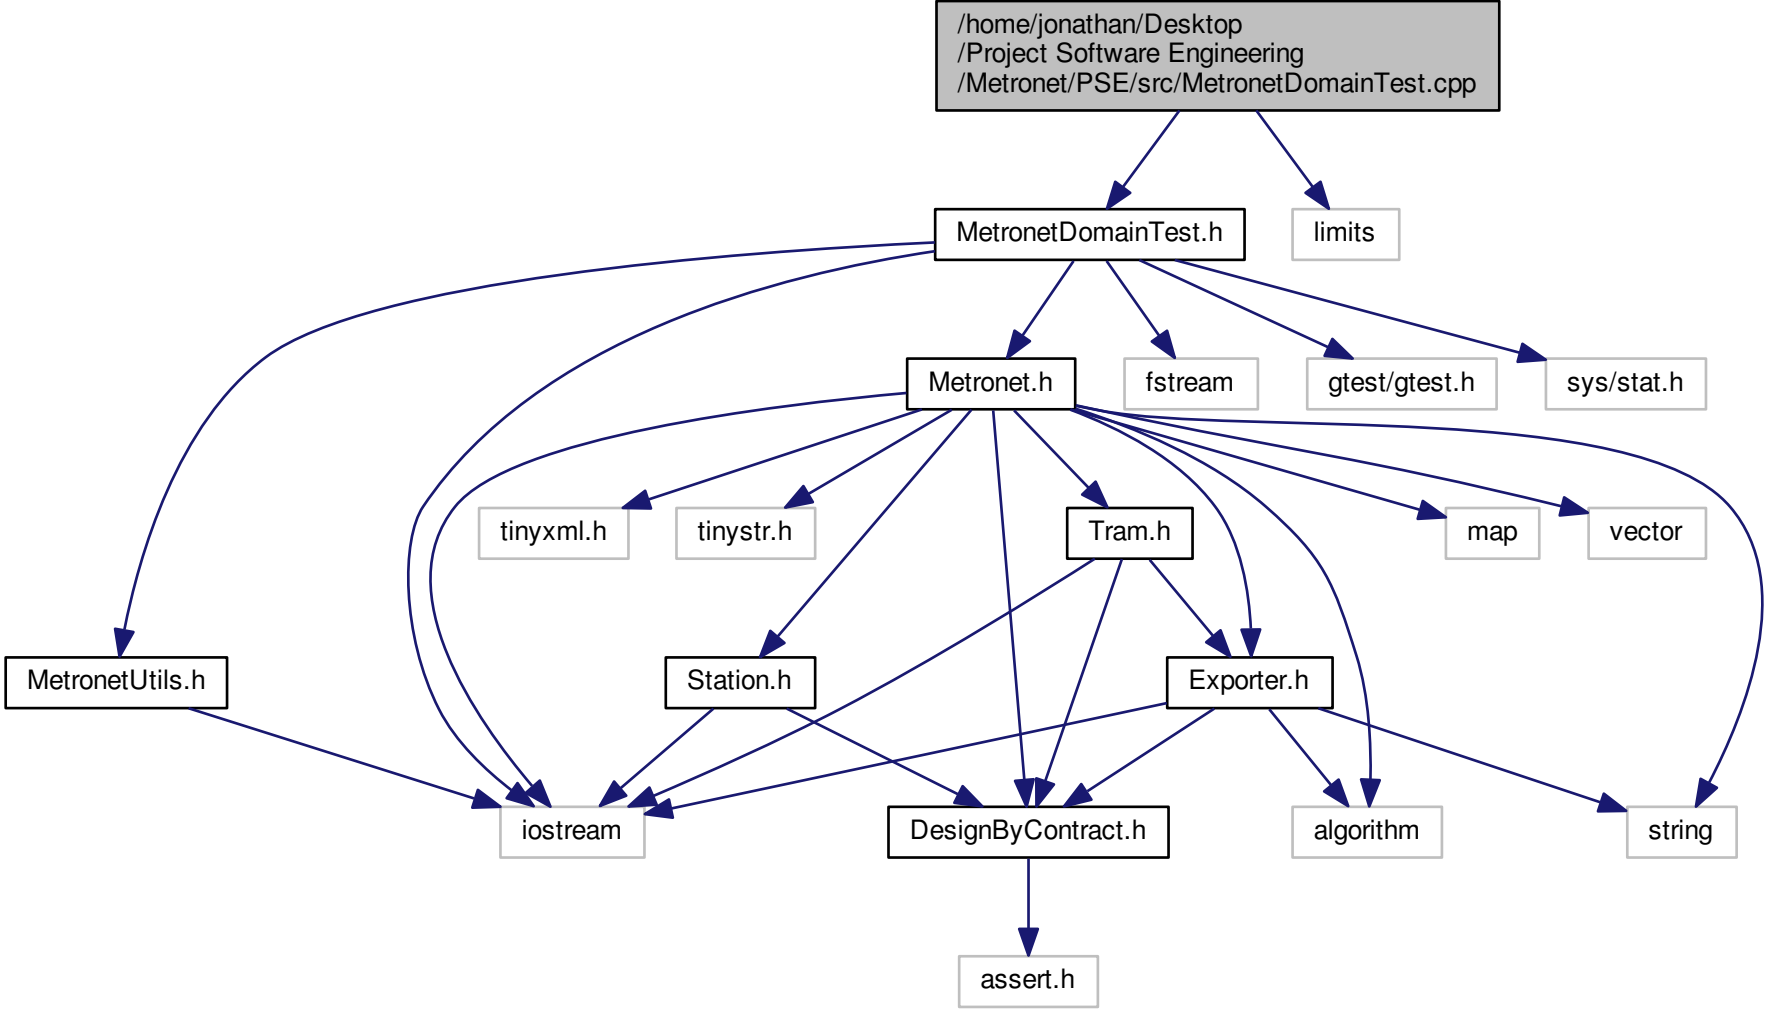 /home/jonathan/Desktop
/Project Software Engineering
/Metronet/PSE/src/MetronetDomainTest.cpp
MetronetDomainTest.h
limits
Metronet.h
fstream
gtest/gtest.h
sys/stat.h
tinyxml.h
tinystr.h
Tram.h
map
vector
MetronetUtils.h
Station.h
Exporter.h
iostream
DesignByContract.h
algorithm
string
assert.h